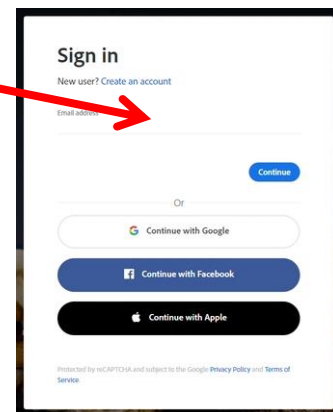 Sign in
New user? Create an account
Email address
Continue
Or
Continue with Google
Continue with Facebook
Continue with Apple
Protected by reCAPTCHA and subject to the Google Privacy Policy and Terms of
Service.